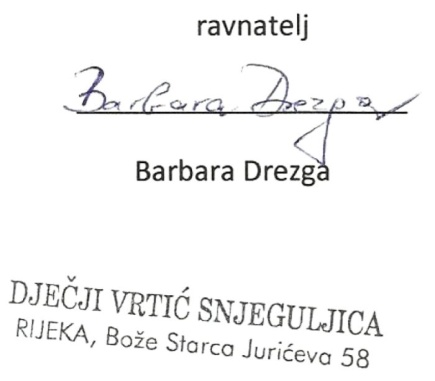 ravnatelj
Barbara Drezga
Barbara Drezga
DJEČJI VRTIĆ SNJEGULJICA
RIJEKA, Bože Starca Jurićeva 58